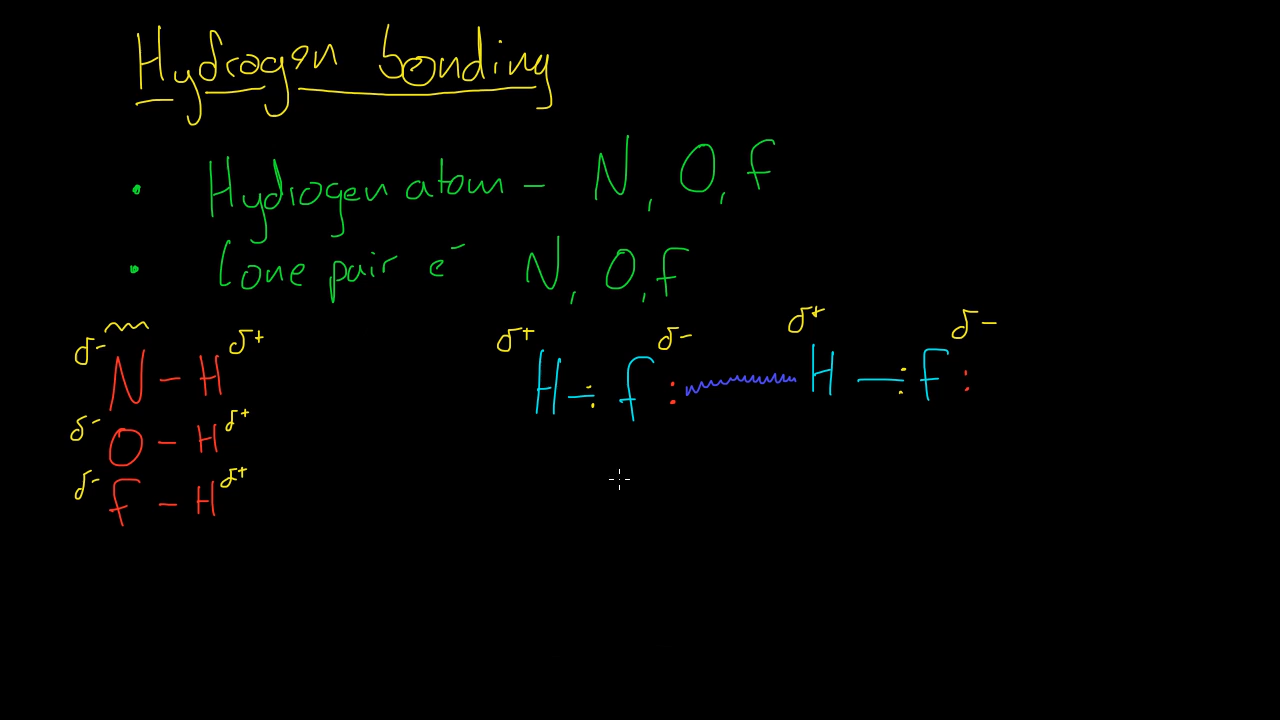 Hydrogen bonding
• Hydrogen atom – N, O, F
• Lone pair e⁻ N, O, F
δ- N – H δ+
δ- O – H δ+
δ- F – H δ+
δ+ δ- δ+ δ-
H – : F : H – : F :